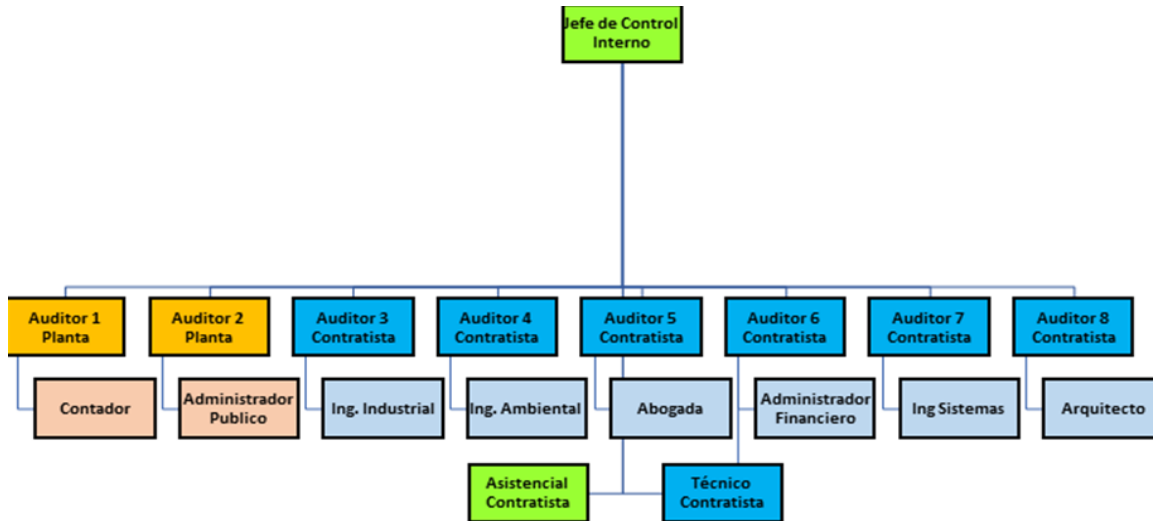 Jefe de Control
Interno
Auditor 1
Planta
Auditor 2
Planta
Auditor 3
Contratista
Auditor 4
Contratista
Auditor 5
Contratista
Auditor 6
Contratista
Auditor 7
Contratista
Auditor 8
Contratista
Contador
Administrador
Publico
Ing. Industrial
Ing. Ambiental
Abogada
Administrador
Financiero
Ing Sistemas
Arquitecto
Asistencial
Contratista
Técnico
Contratista